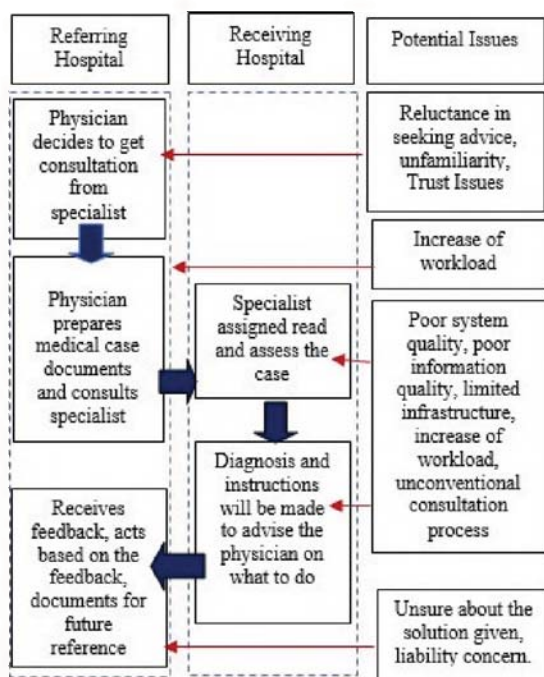 Referring
Hospital
Receiving
Hospital
Potential Issues
Physician
decides to get
consultation
from
specialist
Reluctance in
seeking advice,
unfamiliarity,
Trust Issues
Increase of
workload
Physician
prepares
medical case
documents
and consults
specialist
Specialist
assigned read
and assess the
case
Poor system
quality, poor
information
quality, limited
infrastructure,
increase of
workload,
unconventional
consultation
process
Diagnosis and
instructions
will be made
to advise the
physician on
what to do
Receives
feedback, acts
based on the
feedback,
documents for
future
reference
Unsure about the
solution given,
liability concern.